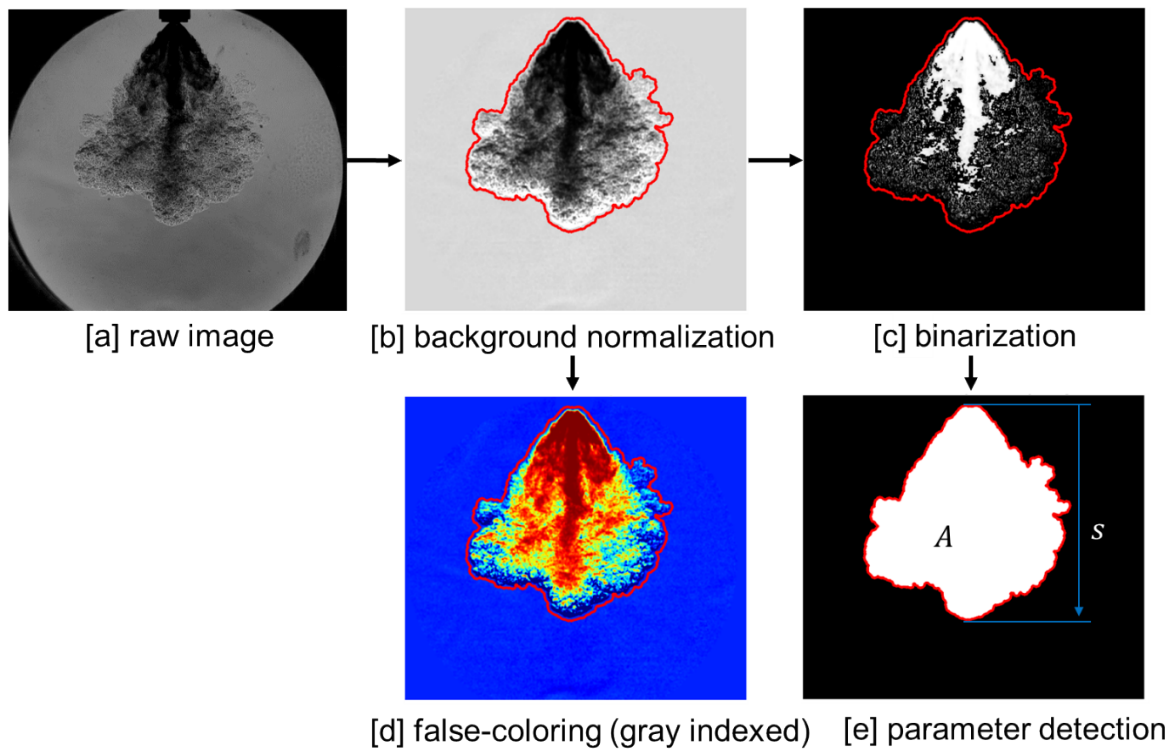 [a] raw image
[b] background normalization
[c] binarization
A
s
[d] false-coloring (gray indexed)
[e] parameter detection